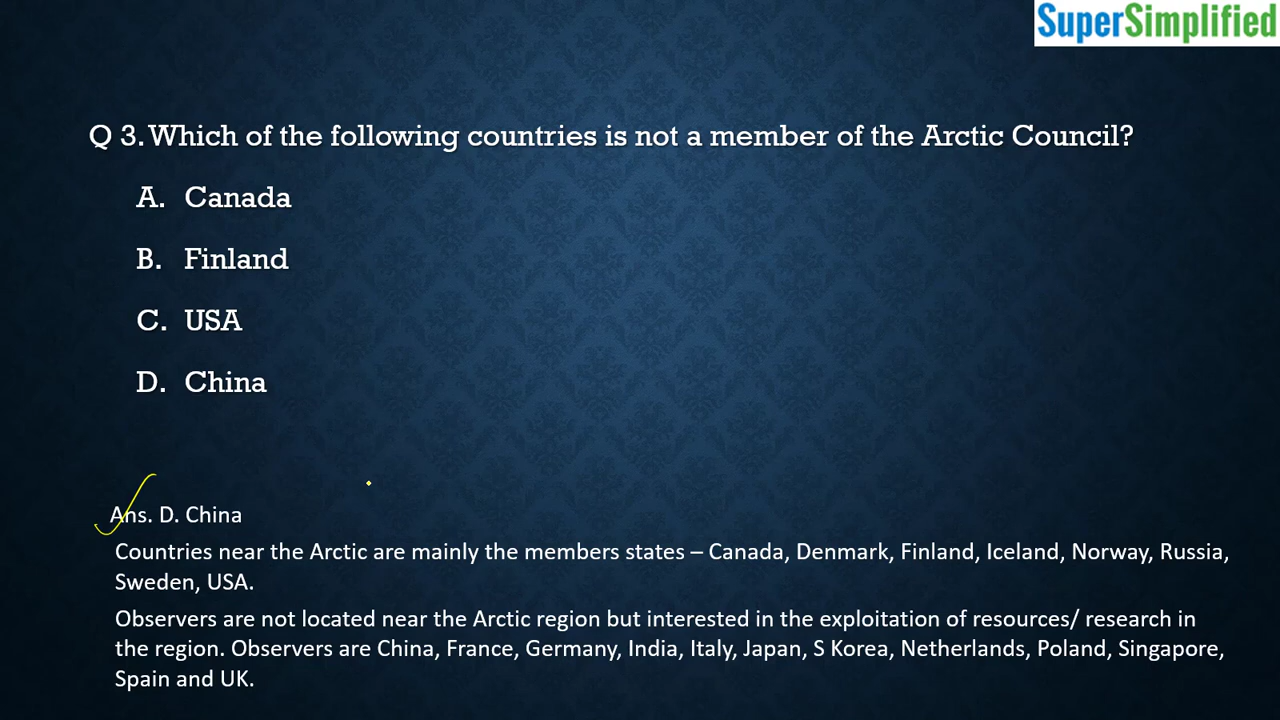 SuperSimplified
Q 3. Which of the following countries is not a member of the Arctic Council?
A. Canada
B. Finland
C. USA
D. China
Ans. D. China
Countries near the Arctic are mainly the members states – Canada, Denmark, Finland, Iceland, Norway, Russia,
Sweden, USA.
Observers are not located near the Arctic region but interested in the exploitation of resources/ research in
the region. Observers are China, France, Germany, India, Italy, Japan, S Korea, Netherlands, Poland, Singapore,
Spain and UK.